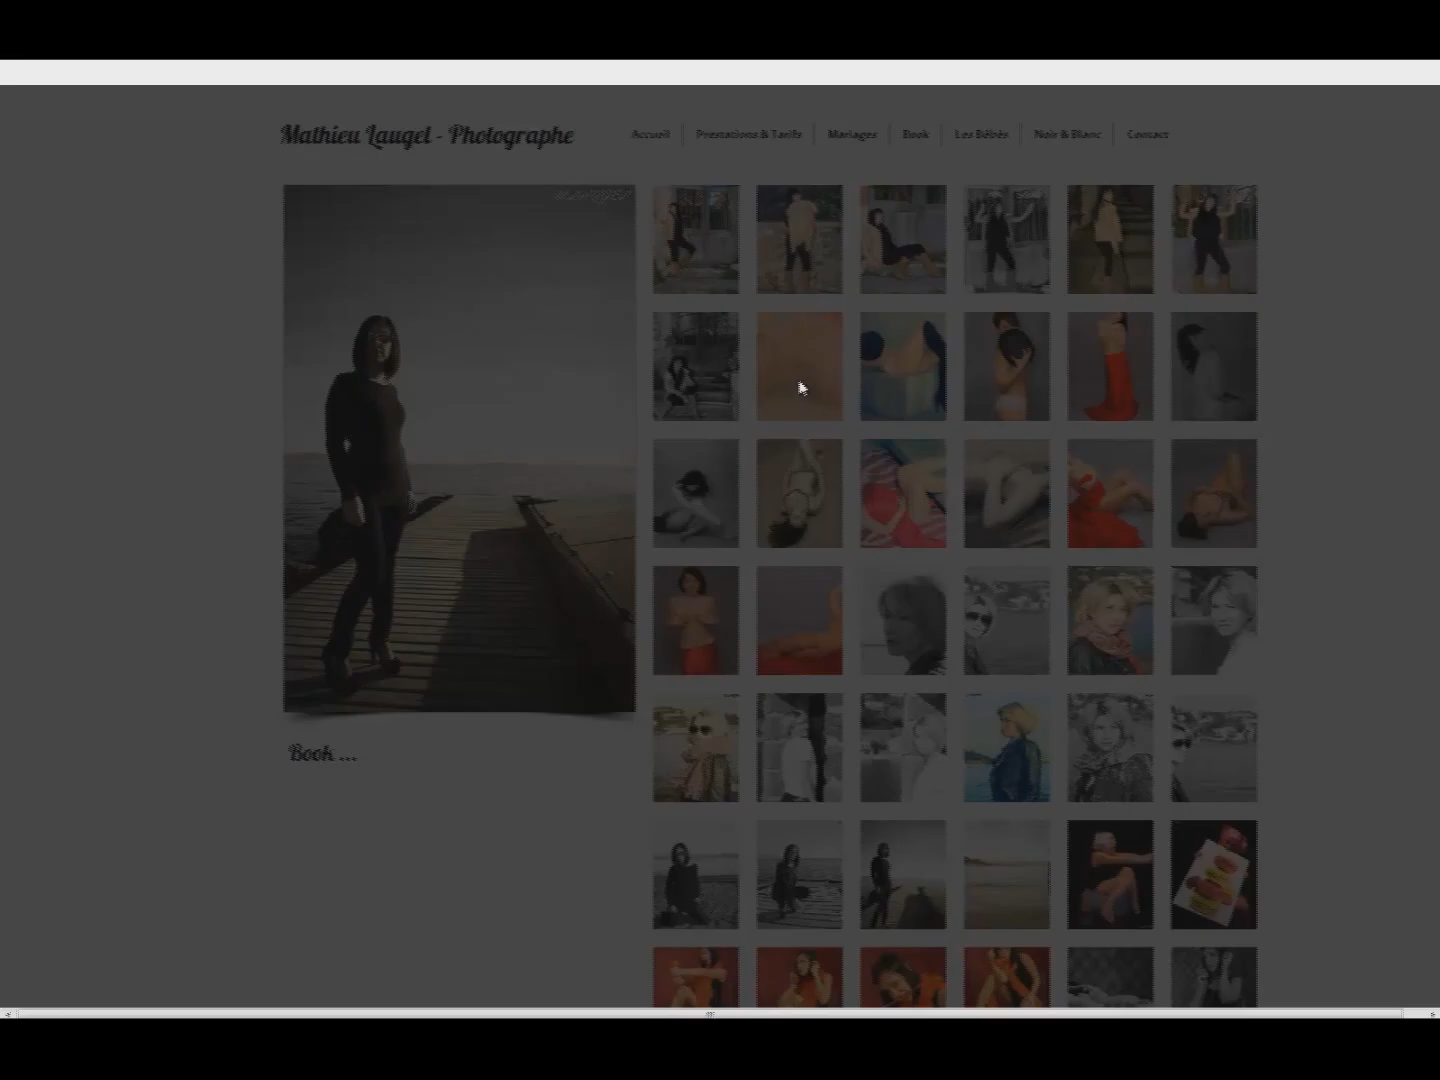 Mathieu Laugel - Photographe
Accueil
Prestations & Tarifs
Mariages
Book
Les Bébés
Noir & Blanc
Contact
Book ...